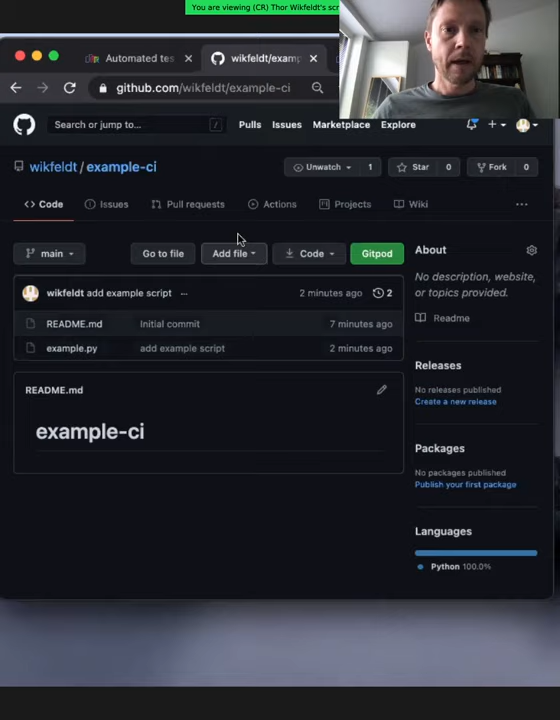 You are viewing (CR) Thor Wikfeldt's scr
Automated tes
wikfeldt/examp
github.com/wikfeldt/example-ci
Search or jump to...
/
Pulls Issues Marketplace Explore
wikfeldt / example-ci
Unwatch 1
Star 0
Fork 0
Code Issues Pull requests Actions Projects Wiki
main
Go to file
Add file
Code
Gitpod
wikfeldt add example script
2 minutes ago
2
README.md Initial commit 7 minutes ago
example.py add example script 2 minutes ago
README.md
example-ci
About
No description, website,
or topics provided.
Readme
Releases
No releases published
Create a new release
Packages
No packages published
Publish your first package
Languages
Python 100.0%